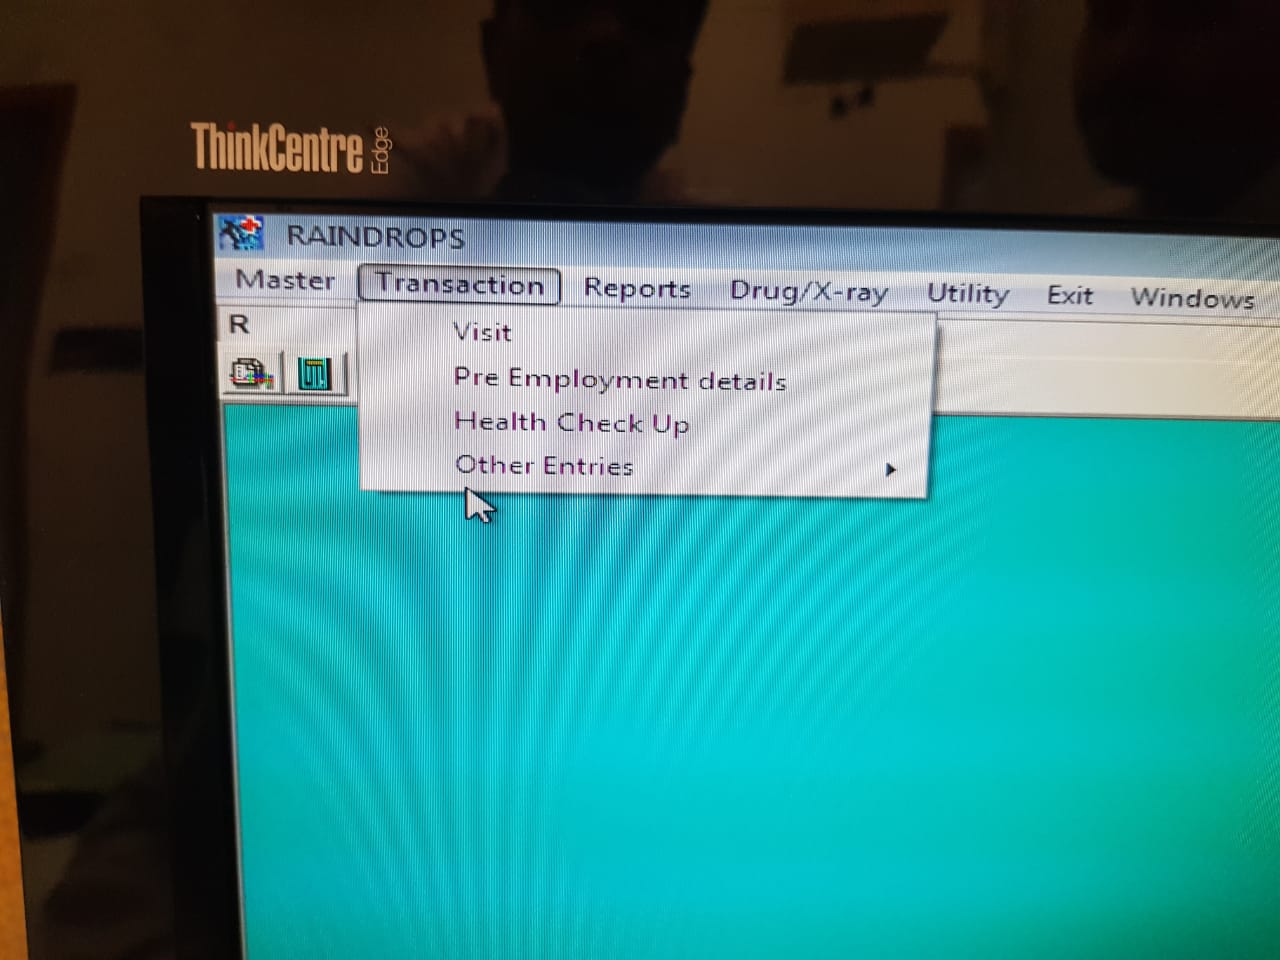 ThinkCentre Edge
RAINDROPS
Master Transaction Reports Drug/X-ray Utility Exit Windows
R
Visit
Pre Employment details
Health Check Up
Other Entries